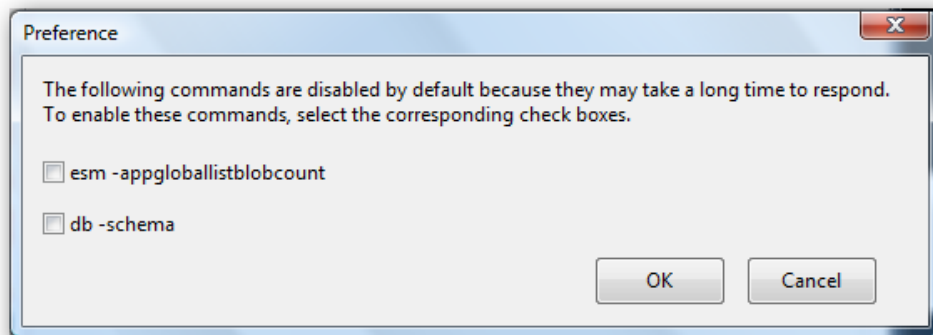 Preference
The following commands are disabled by default because they may take a long time to respond.
To enable these commands, select the corresponding check boxes.
esm -appgloballistblobcount
db -schema
OK Cancel